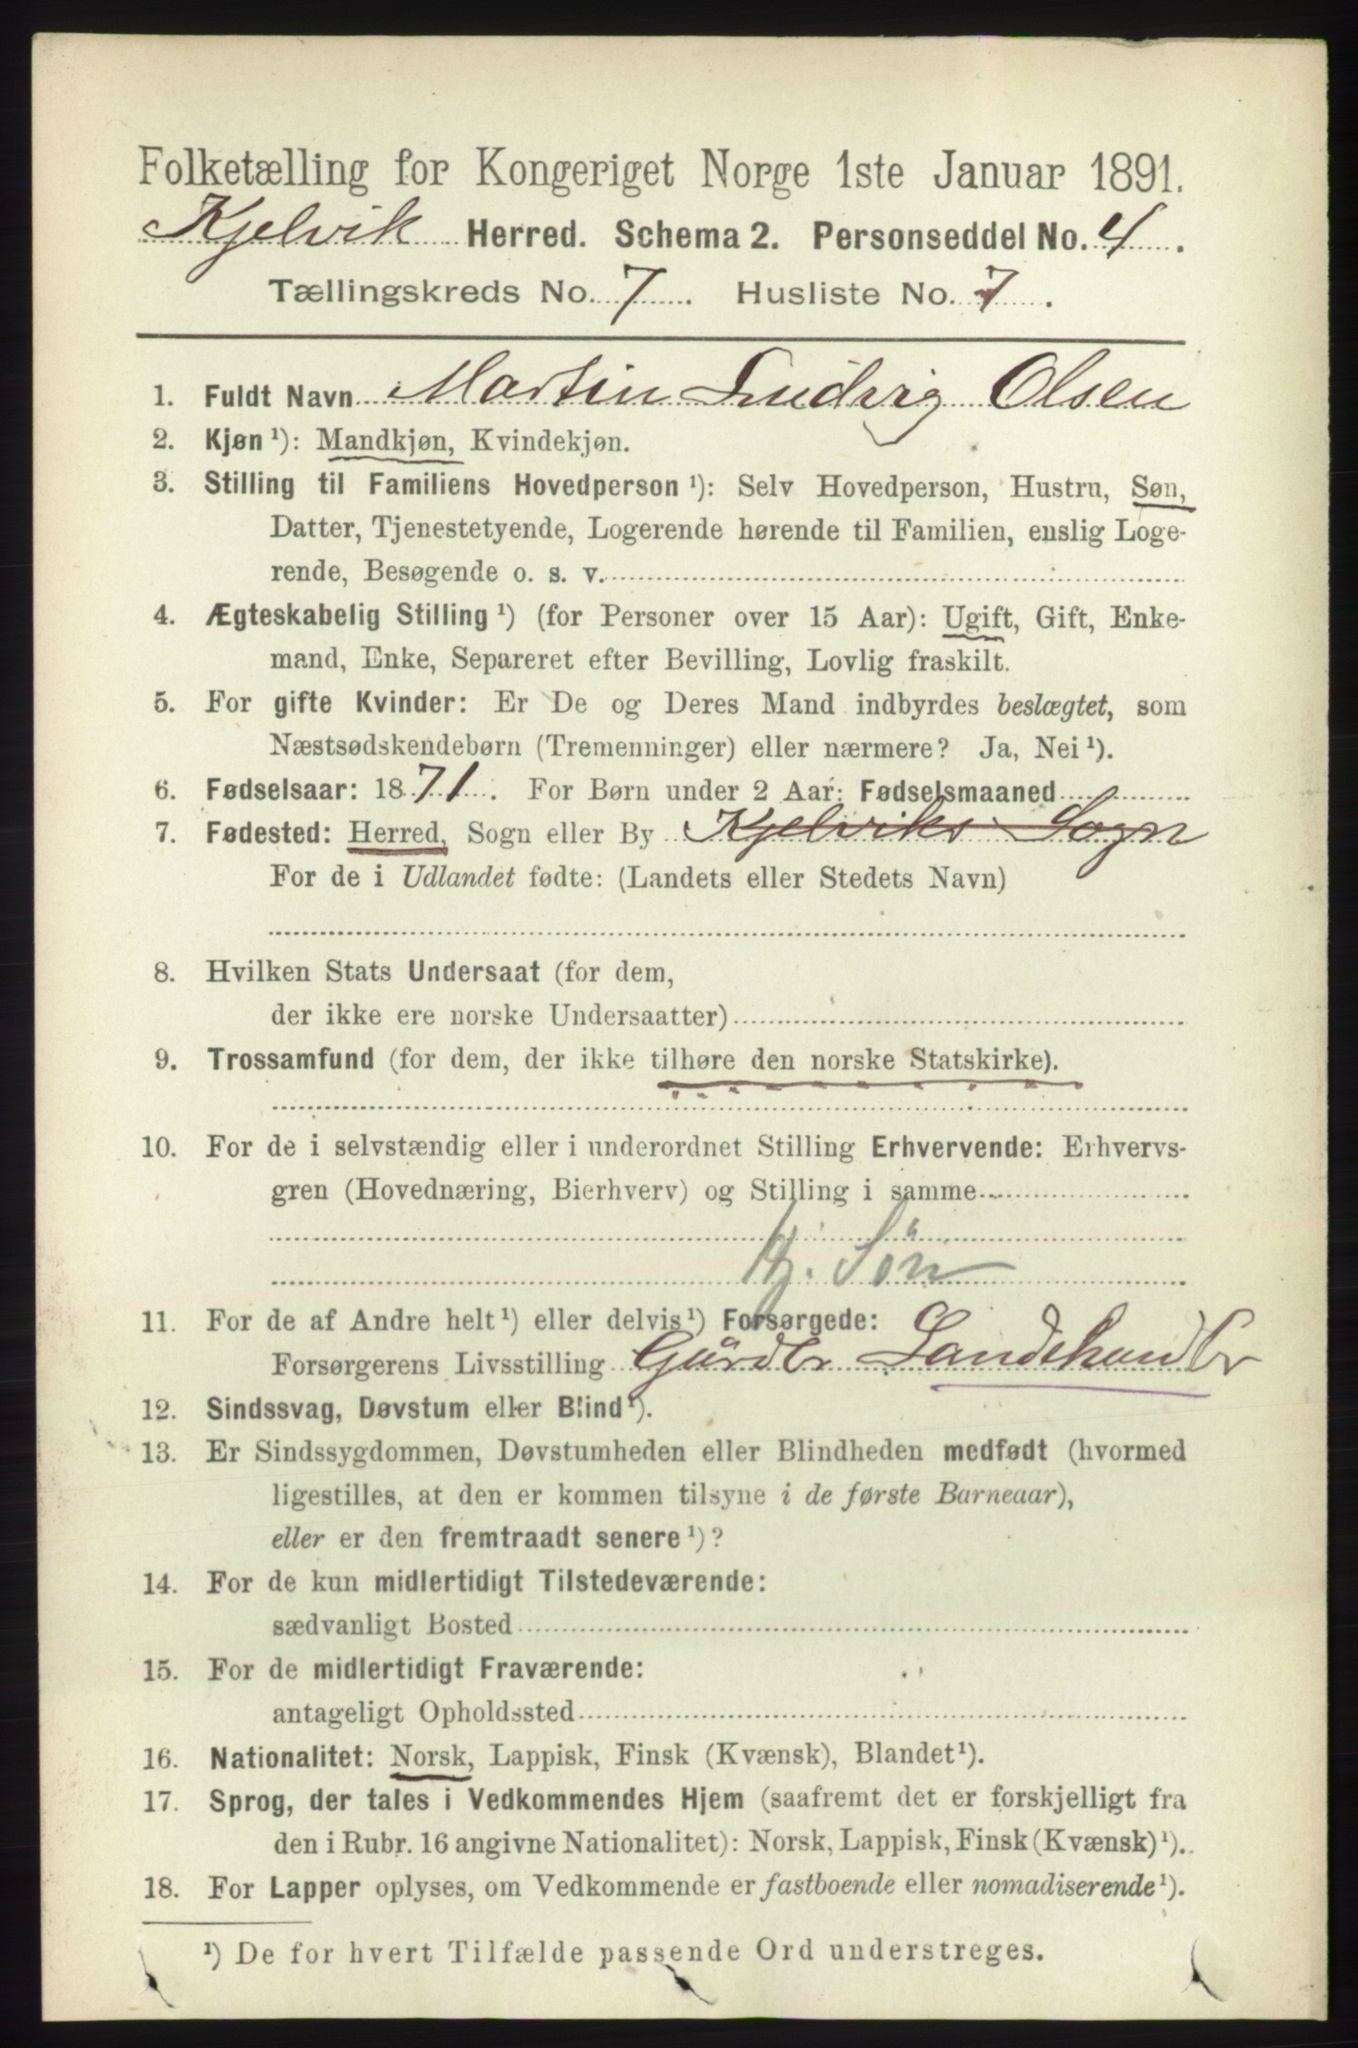 Folketælling for Kongeriget Norge 1ste Januar 1891.
Kjelvik Herred. Schema 2. Personseddel No. 4.
Tællingskreds No. 7. Husliste No. 7.
1. Fuldt Navn Martin Ludvig Olsen
2. Kjøn ¹): Mandkjøn, Kvindekjøn.
3. Stilling til Familiens Hovedperson ¹): Selv Hovedperson, Hustru, Søn,
Datter, Tjenestetyende, Logerende hørende til Familien, enslig Loge-
rende, Besøgende o. s. v.
4. Ægteskabelig Stilling ¹) (for Personer over 15 Aar): Ugift, Gift, Enke-
mand, Enke, Separeret efter Bevilling, Lovlig fraskilt.
5. For gifte Kvinder: Er De og Deres Mand indbyrdes beslægtet, som
Næstsødskendebørn (Tremenninger) eller nærmere? Ja, Nei ¹).
6. Fødselsaar: 1871. For Børn under 2 Aar: Fødselsmaaned
7. Fødested: Herred, Sogn eller By Kjelviks Sogn
For de i Udlandet fødte: (Landets eller Stedets Navn)
8. Hvilken Stats Undersaat (for dem,
der ikke ere norske Undersaatter)
9. Trossamfund (for dem, der ikke tilhøre den norske Statskirke).
10. For de i selvstændig eller i underordnet Stilling Erhvervende: Erhvervs-
gren (Hovednæring, Bierhverv) og Stilling i samme
Hj. Søn
11. For de af Andre helt ¹) eller delvis ¹) Forsørgede:
Forsørgerens Livsstilling Landehandler
12. Sindssvag, Døvstum eller Blind ¹).
13. Er Sindssygdommen, Døvstumheden eller Blindheden medfødt (hvormed
ligestilles, at den er kommen tilsyne i de første Barneaar),
eller er den fremtraadt senere ¹)?
14. For de kun midlertidigt Tilstedeværende:
sædvanligt Bosted
15. For de midlertidigt Fraværende:
antageligt Opholdssted
16. Nationalitet: Norsk, Lappisk, Finsk (Kvænsk), Blandet ¹).
17. Sprog, der tales i Vedkommendes Hjem (saafremt det er forskjelligt fra
den i Rubr. 16 angivne Nationalitet): Norsk, Lappisk, Finsk (Kvænsk) ¹).
18. For Lapper oplyses, om Vedkommende er fastboende eller nomadiserende ¹).
¹) De for hvert Tilfælde passende Ord understreges.